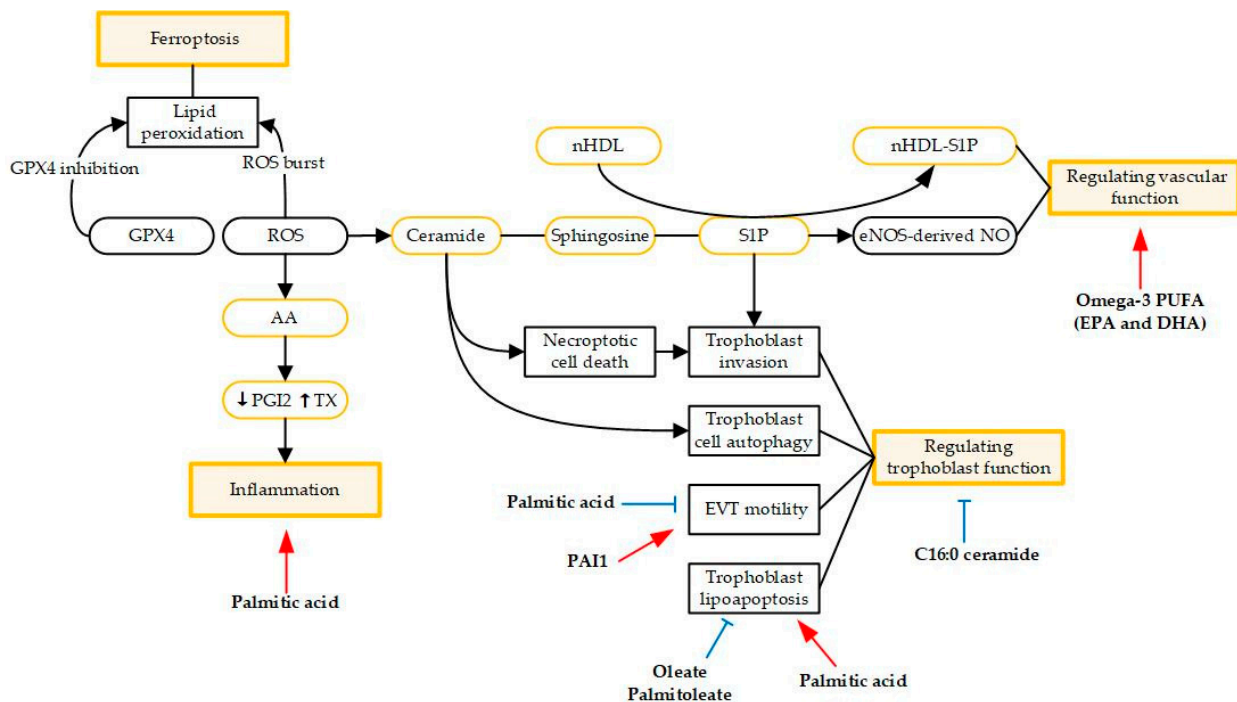 Ferroptosis
Lipid
peroxidation
GPX4 inhibition
ROS burst
nHDL
nHDL-S1P
Regulating vascular
function
GPX4
ROS
Ceramide
Sphingosine
S1P
eNOS-derived NO
Omega-3 PUFA
(EPA and DHA)
AA
Necroptotic
cell death
Trophoblast
invasion
↓PGI2 ↑TX
Trophoblast
cell autophagy
Regulating
trophoblast function
Inflammation
Palmitic acid
EVT motility
PAI1
C16:0 ceramide
Trophoblast
lipoapoptosis
Palmitic acid
Oleate
Palmitoleate
Palmitic acid